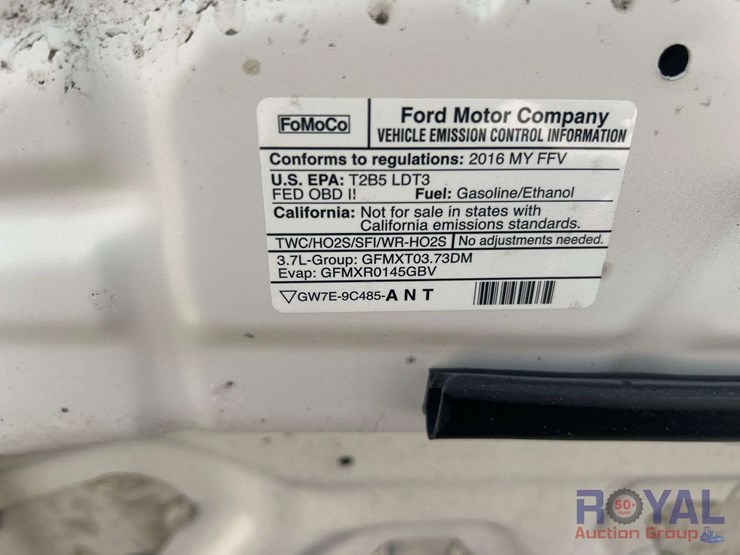 FoMoCo
Ford Motor Company
VEHICLE EMISSION CONTROL INFORMATION
Conforms to regulations: 2016 MY FFV
U.S. EPA: T2B5 LDT3
FED OBD II Fuel: Gasoline/Ethanol
California: Not for sale in states with
California emissions standards.
TWC/HO2S/SFI/WR-HO2S No adjustments needed.
3.7L-Group: GFMXT03.73DM
Evap: GFMXR0145GBV
GW7E-9C485-A N T
ROYAL
50+
Auction Group